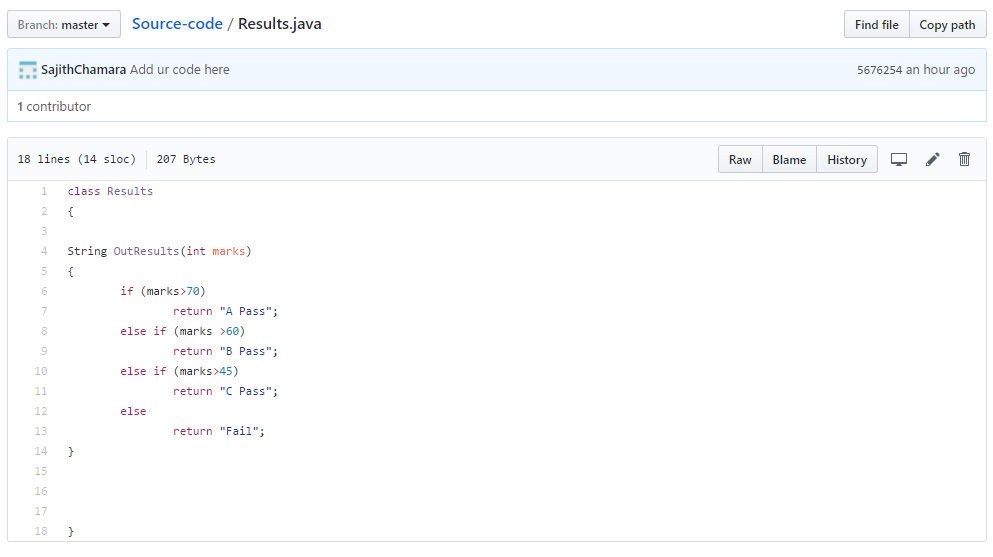 Branch: master Source-code / Results.java Find file Copy path
SajithChamara Add ur code here 5676254 an hour ago
1 contributor
18 lines (14 sloc) 207 Bytes Raw Blame History
1 class Results
2 {
3
4 String OutResults(int marks)
5 {
6 if (marks>70)
7 return "A Pass";
8 else if (marks >60)
9 return "B Pass";
10 else if (marks>45)
11 return "C Pass";
12 else
13 return "Fail";
14 }
15
16
17
18 }